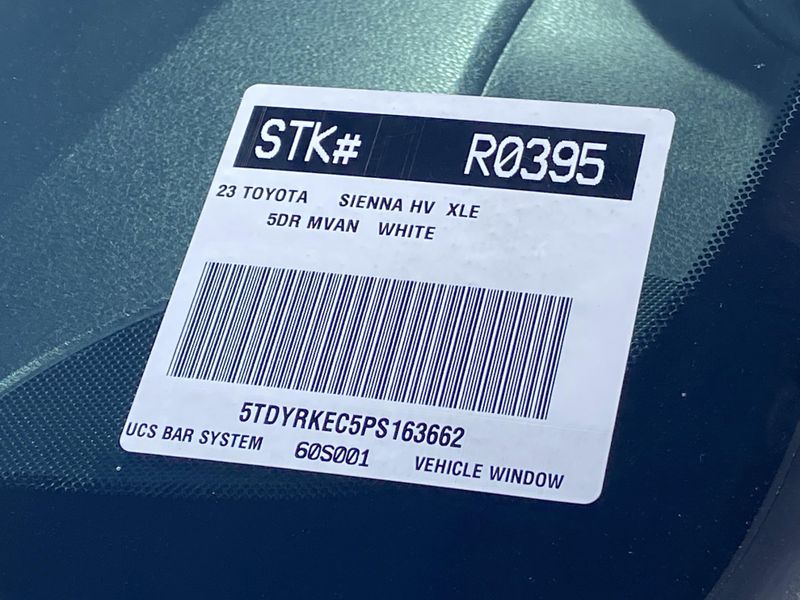 STK# R0395
23 TOYOTA SIENNA HV XLE
5DR MVAN WHITE
5TDYRKEC5PS163662
UCS BAR SYSTEM 60S001 VEHICLE WINDOW